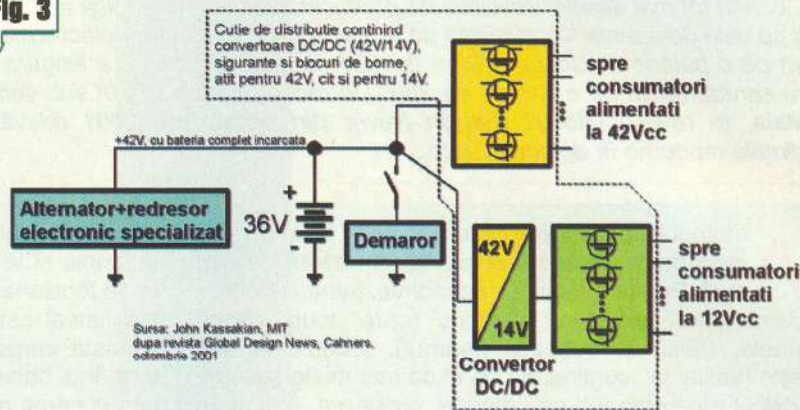 Fig. 3
Cutie de distributie continind
convertoare DC/DC (42V/14V),
sigurante si blocuri de borne,
atit pentru 42V, cit si pentru 14V.
spre
consumatori
alimentati
la 42Vcc
+42V, cu bateria complet incarcata
Alternator+redresor
electronic specializat
36V
+
-
Demaror
42V
14V
Convertor
DC/DC
spre
consumatori
alimentati
la 12Vcc
Sursa: John Kassakian, MIT
dupa revista Global Design News, Cahners,
octombrie 2001